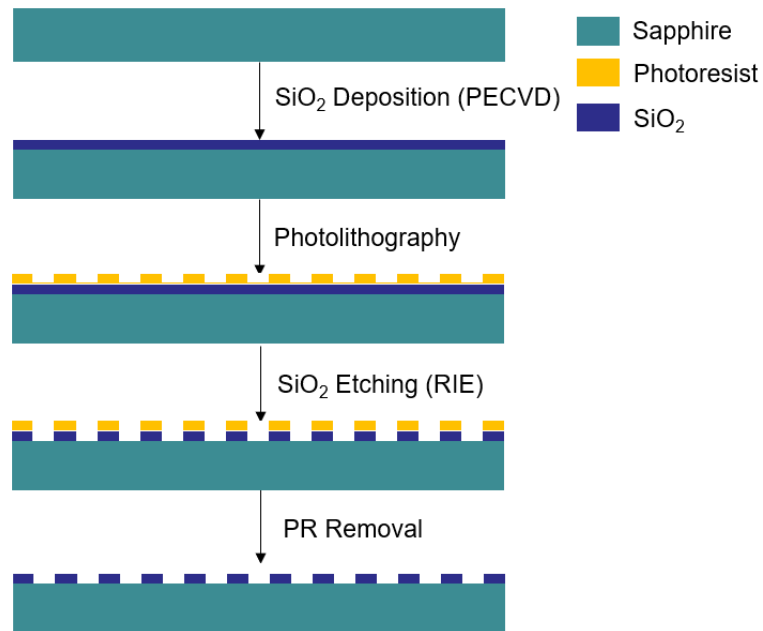 Sapphire
Photoresist
SiO₂
SiO₂ Deposition (PECVD)
Photolithography
SiO₂ Etching (RIE)
PR Removal